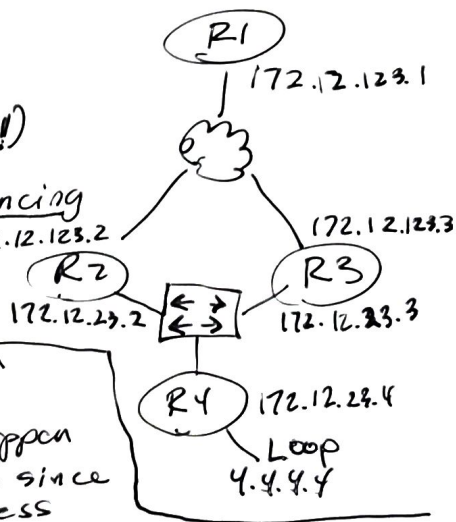 R1
172.12.123.1
ncing
.12.123.2
172.12.123.3
R2
R3
172.12.23.2
172.12.23.3
R4
172.12.23.4
Loop
4.4.4.4
ppen
since
ess